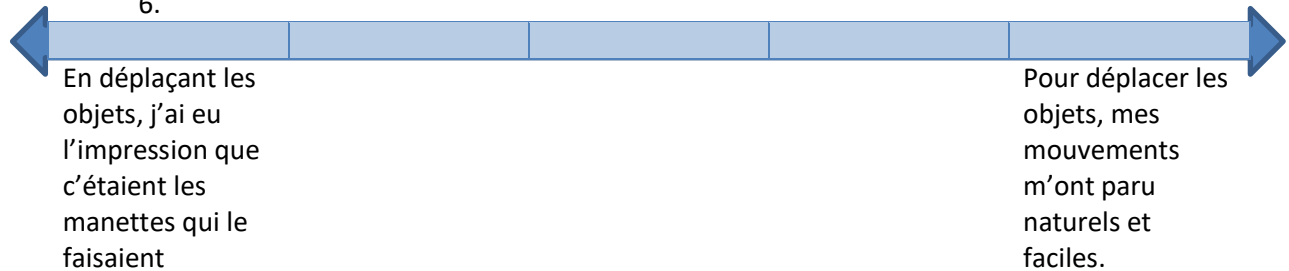 6.
En déplaçant les
objets, j’ai eu
l’impression que
c’étaient les
manettes qui le
faisaient
Pour déplacer les
objets, mes
mouvements
m’ont paru
naturels et
faciles.